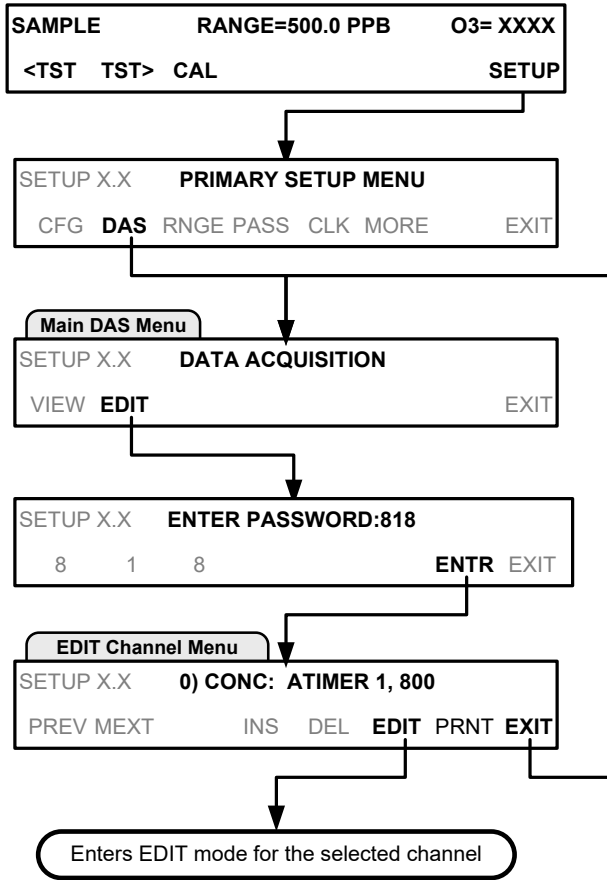 SAMPLE RANGE=500.0 PPB O3= XXXX
<TST TST> CAL SETUP
SETUP X.X PRIMARY SETUP MENU
CFG DAS RNGE PASS CLK MORE EXIT
Main DAS Menu
SETUP X.X DATA ACQUISITION
VIEW EDIT EXIT
SETUP X.X ENTER PASSWORD:818
8 1 8 ENTR EXIT
EDIT Channel Menu
SETUP X.X 0) CONC: ATIMER 1, 800
PREV MEXT INS DEL EDIT PRNT EXIT
Enters EDIT mode for the selected channel